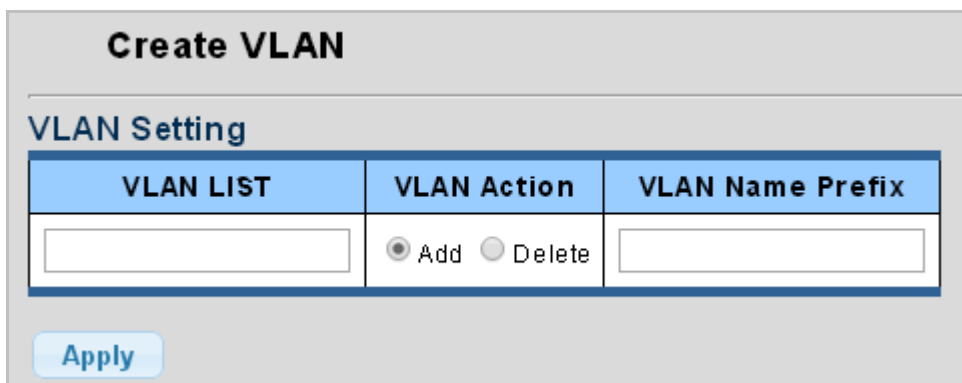 Create VLAN
VLAN Setting
VLAN LIST VLAN Action VLAN Name Prefix
Add Delete
Apply